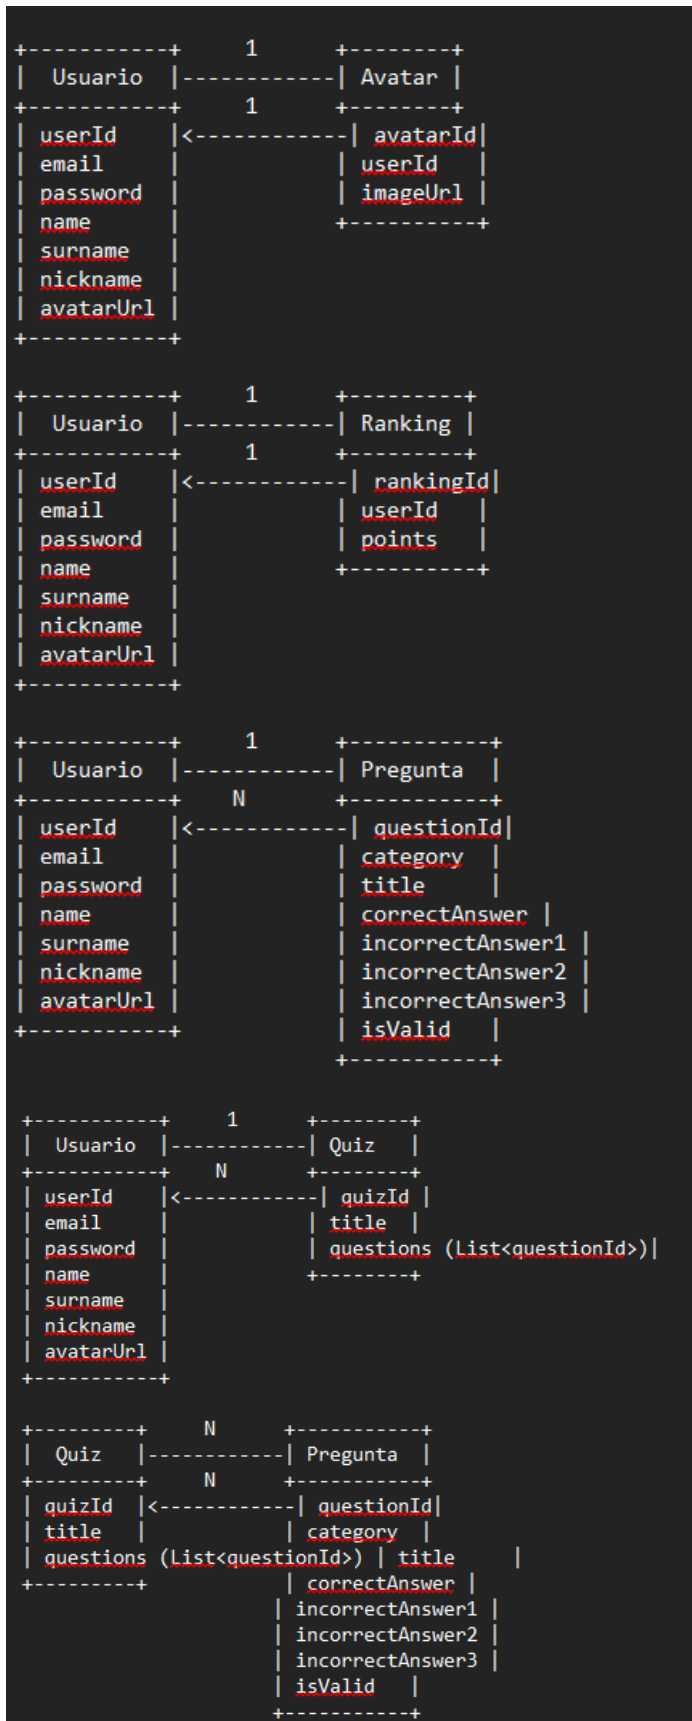 +-----------+     1      +--------+
|  Usuario  |------------| Avatar |
+-----------+     1      +--------+
| userId    |<------------| avatarId|
| email     |            | userId   |
| password  |            | imageUrl |
| name      |            +----------+
| surname   |
| nickname  |
| avatarUrl |
+-----------+

+-----------+     1      +---------+
|  Usuario  |------------| Ranking |
+-----------+     1      +---------+
| userId    |<------------| rankingId|
| email     |            | userId   |
| password  |            | points   |
| name      |            +----------+
| surname   |
| nickname  |
| avatarUrl |
+-----------+

+-----------+     1      +-----------+
|  Usuario  |------------| Pregunta  |
+-----------+    N       +-----------+
| userId    |<------------| questionId|
| email     |            | category  |
| password  |            | title     |
| name      |            | correctAnswer |
| surname   |            | incorrectAnswer1 |
| nickname  |            | incorrectAnswer2 |
| avatarUrl |            | incorrectAnswer3 |
+-----------+            | isValid   |
                         +-----------+

+-----------+     1      +--------+
|  Usuario  |------------| Quiz   |
+-----------+    N       +--------+
| userId    |<------------| quizId |
| email     |            | title  |
| password  |            | questions (List<questionId>)|
| name      |            +--------+
| surname   |
| nickname  |
| avatarUrl |
+-----------+

+---------+     N      +-----------+
|  Quiz   |------------| Pregunta  |
+---------+     N      +-----------+
| quizId  |<------------| questionId|
| title   |            | category  |
| questions (List<questionId>) | title     |
+---------+            | correctAnswer |
                      | incorrectAnswer1 |
                      | incorrectAnswer2 |
                      | incorrectAnswer3 |
                      | isValid   |
                      +-----------+